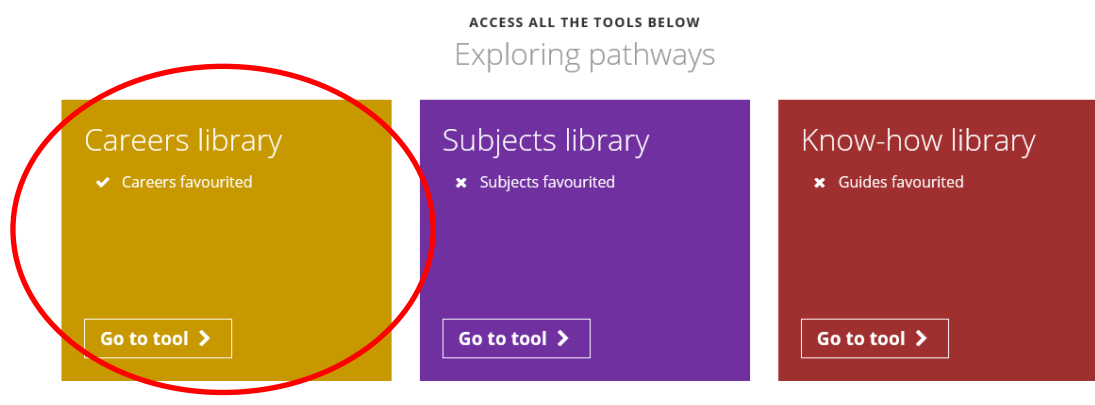 ACCESS ALL THE TOOLS BELOW
Exploring pathways
Careers library
Careers favourited
Go to tool
Subjects library
Subjects favourited
Go to tool
Know-how library
Guides favourited
Go to tool